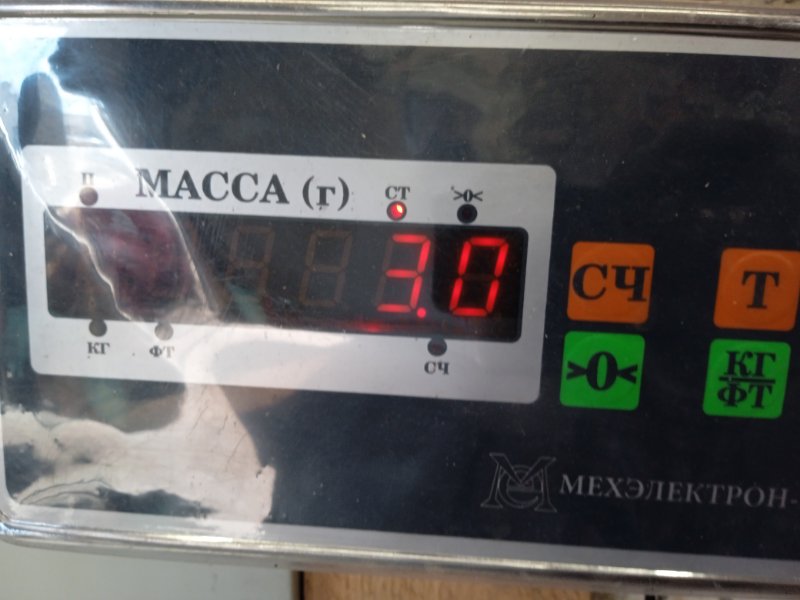 П МАССА (г) СТ >0<
3.0
КГ ФТ СЧ
СЧ Т
>0< КГ
ФТ
МЕХЭЛЕКТРОН-